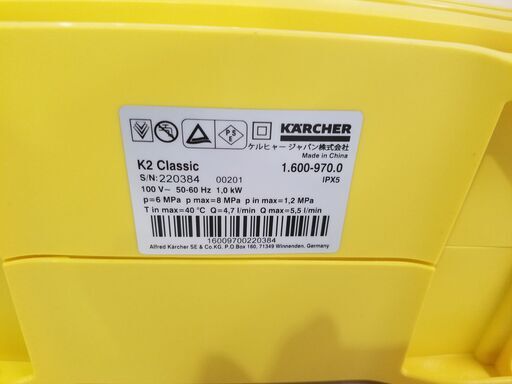 P S
E
KÄRCHER
ケルヒャー ジャパン株式会社
Made in China
K2 Classic
1.600-970.0
S/N: 220384 00201
IPX5
100 V~ 50-60 Hz 1,0 kW
p=6 MPa p max=8 MPa p in max=1,2 MPa
T in max=40 °C Q=4,7 l/min Q max=5,5 l/min
16009700220384
Alfred Kärcher SE & Co.KG. P.O.Box 160, 71349 Winnenden, Germany